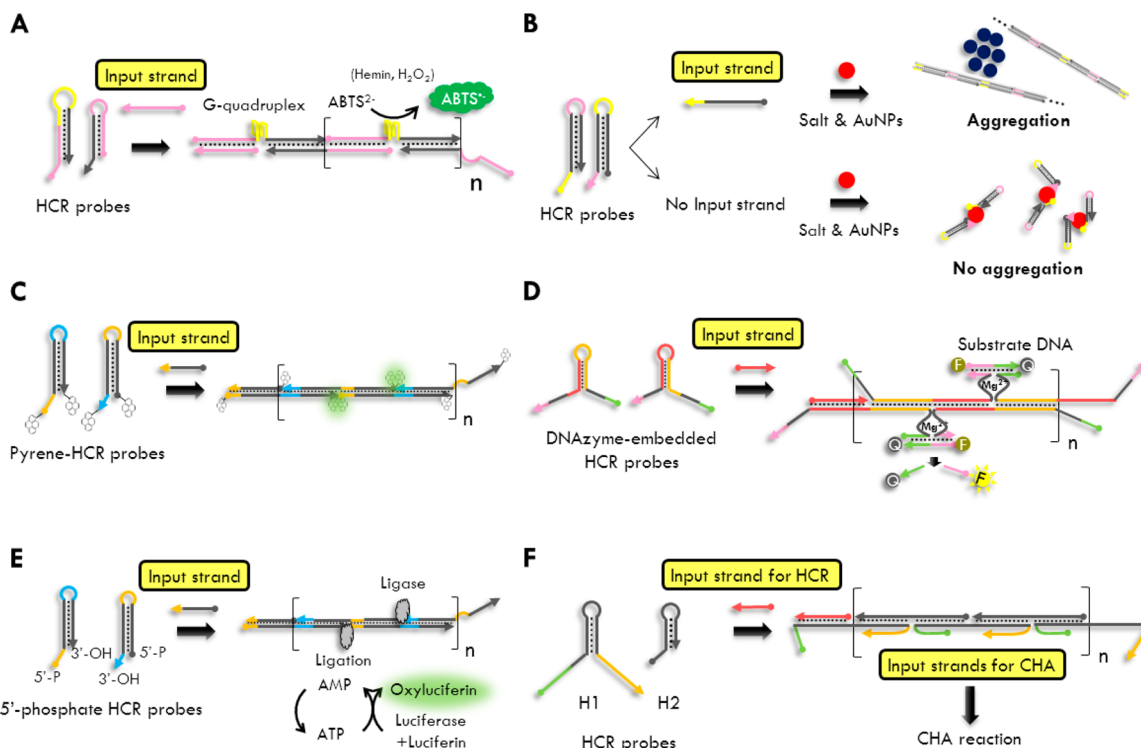 A
Input strand
(Hemin, H2O2)
ABTS2-
ABTS•-
G-quadruplex
n
HCR probes
B
Input strand
Salt & AuNPs
Aggregation
HCR probes
No Input strand
Salt & AuNPs
No aggregation
C
Input strand
n
Pyrene-HCR probes
D
Input strand
Substrate DNA
F
Q
Mg2+
Mg2+
Q
F
n
DNAzyme-embedded
HCR probes
Q
F
E
Input strand
Ligase
n
5'-P
3'-OH
3'-OH
5'-P
5'-phosphate HCR probes
Ligation
AMP
ATP
Oxyluciferin
Luciferase
+Luciferin
F
Input strand for HCR
n
Input strands for CHA
H1
H2
HCR probes
CHA reaction